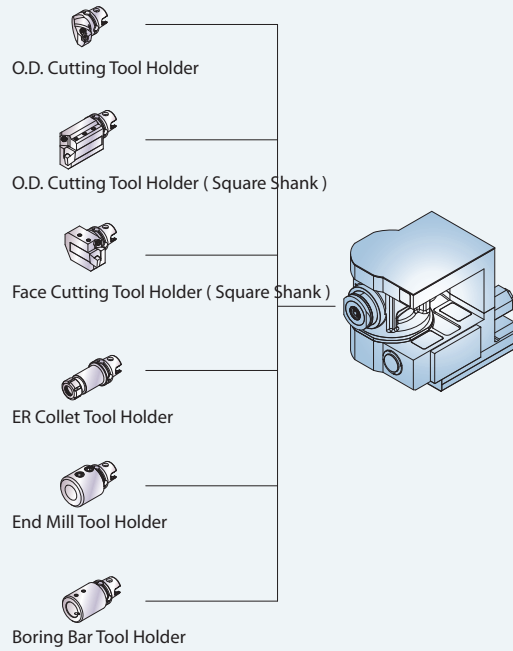 O.D. Cutting Tool Holder
O.D. Cutting Tool Holder ( Square Shank )
Face Cutting Tool Holder ( Square Shank )
ER Collet Tool Holder
End Mill Tool Holder
Boring Bar Tool Holder